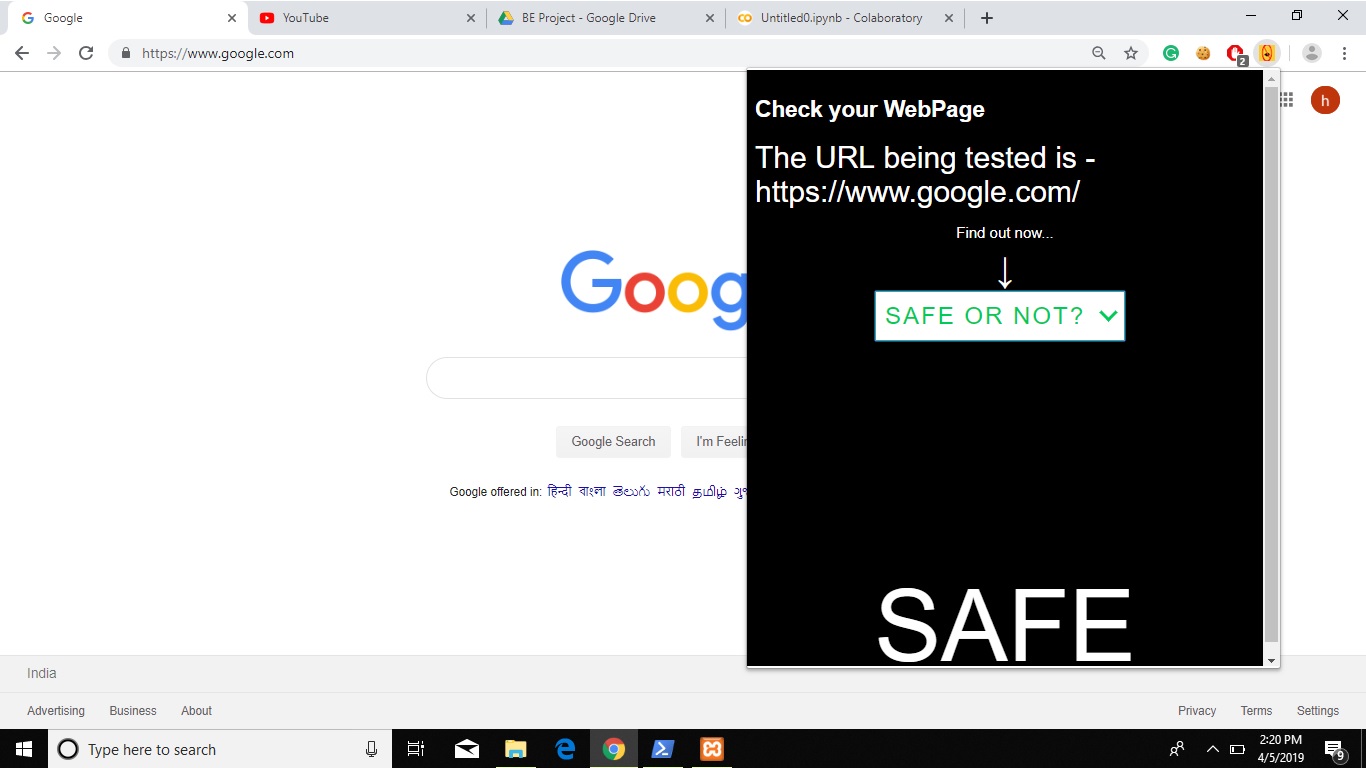 Google
YouTube
BE Project - Google Drive
Untitled0.ipynb - Colaboratory
https://www.google.com
2
h
Check your WebPage
The URL being tested is -
https://www.google.com/
Find out now...
↓
SAFE OR NOT?
SAFE
Goog
Google Search
I'm Feelin
Google offered in: हिन्दी বাংলা తెలుగు मराठी தமிழ் ગુ
India
Advertising Business About
Privacy Terms Settings
Type here to search
2:20 PM
4/5/2019
9